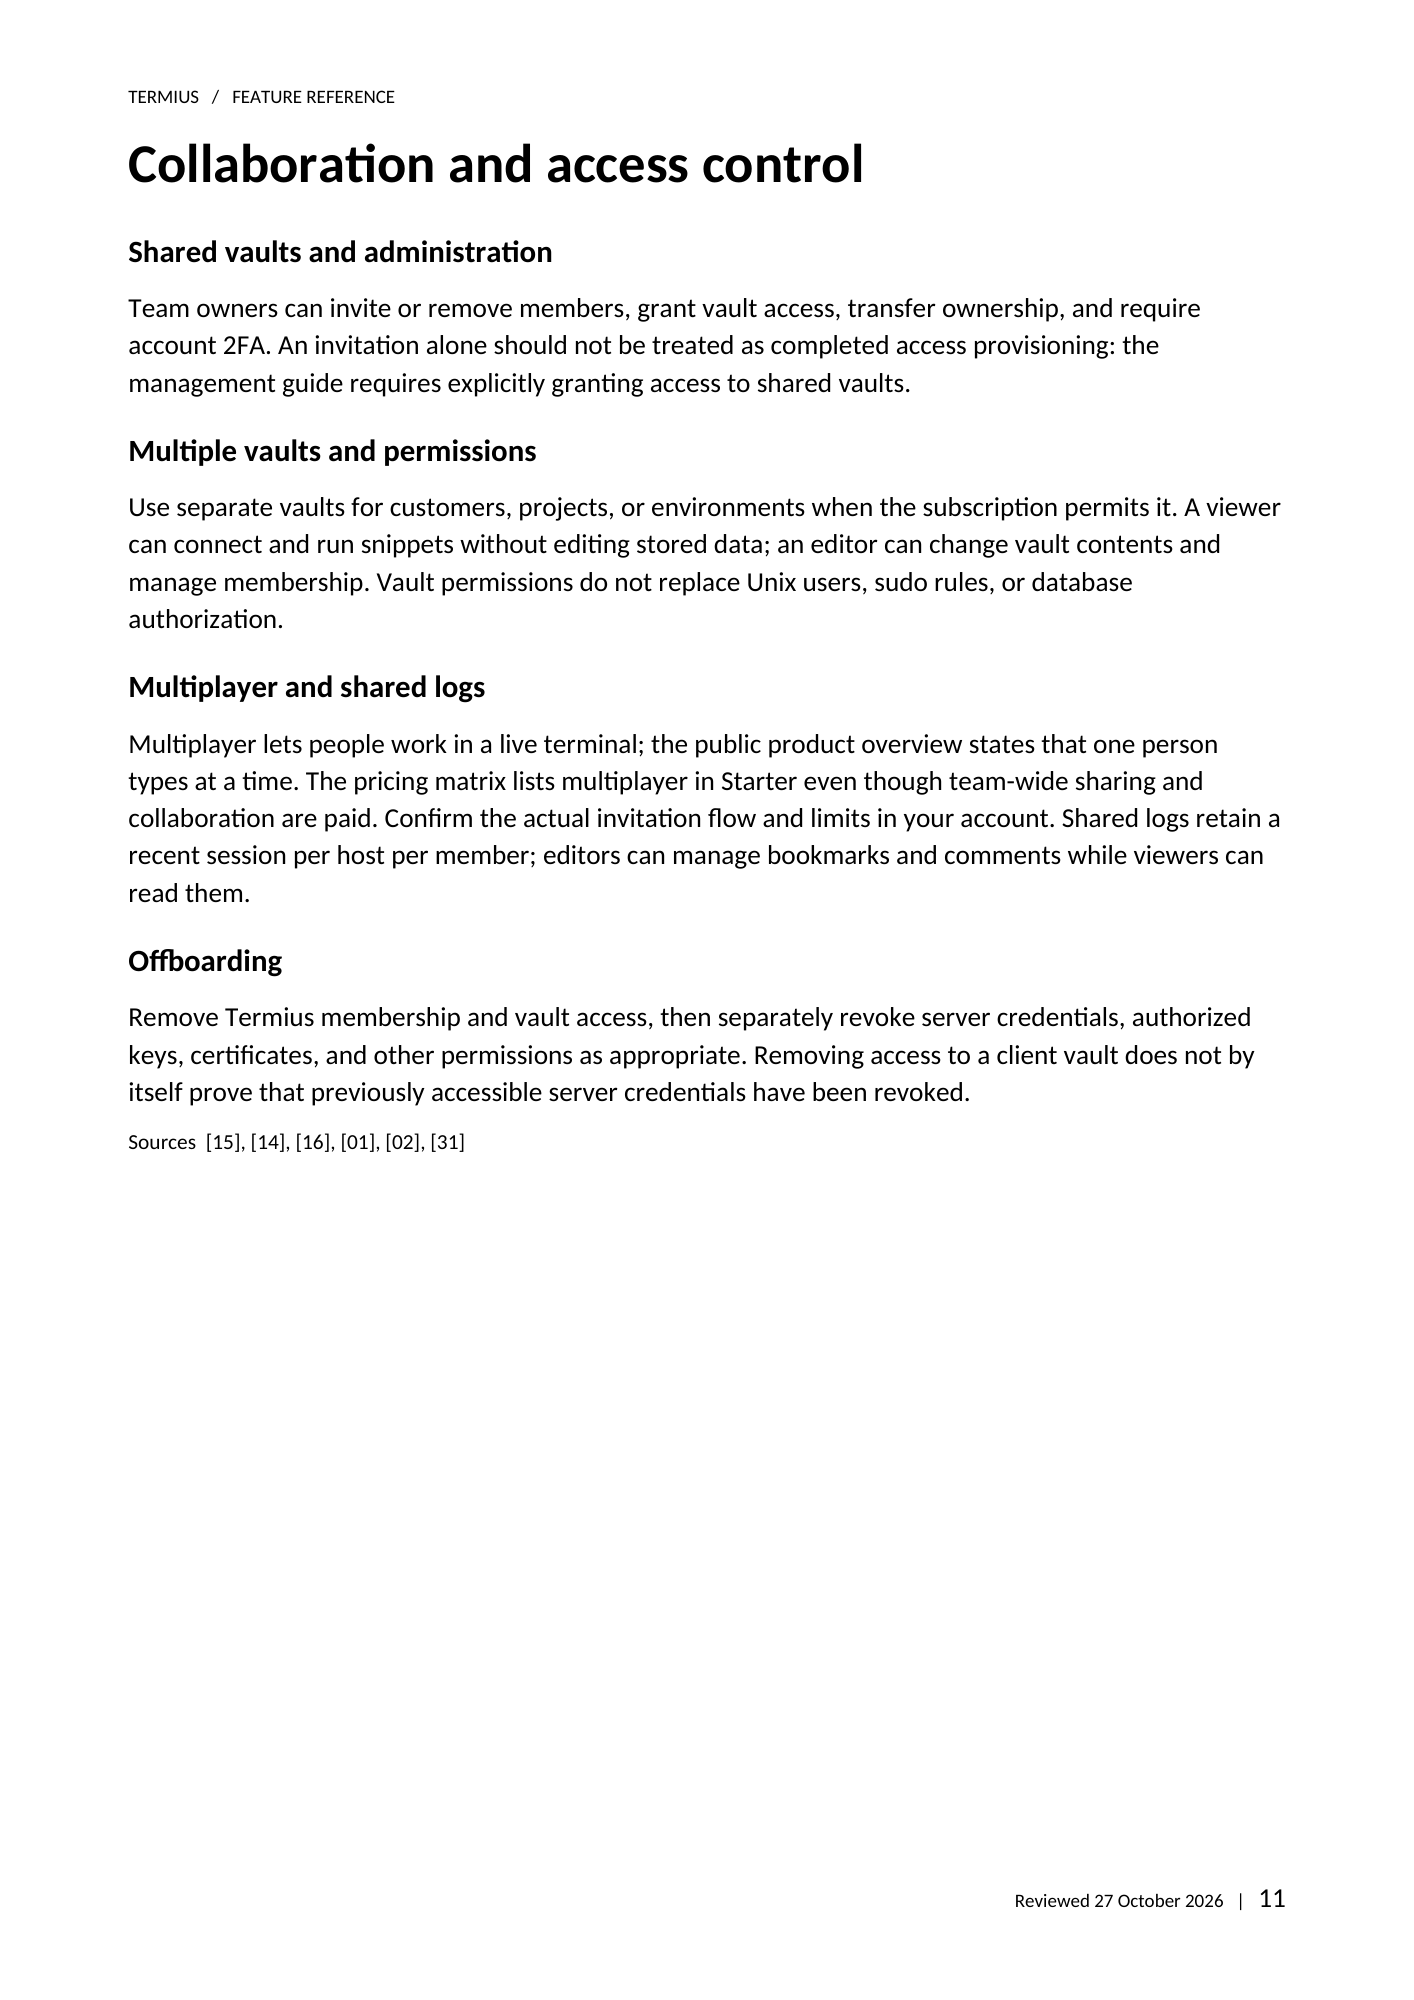 TERMIUS / FEATURE REFERENCE
Collaboration and access control
Shared vaults and administration
Team owners can invite or remove members, grant vault access, transfer ownership, and require
account 2FA. An invitation alone should not be treated as completed access provisioning: the
management guide requires explicitly granting access to shared vaults.
Multiple vaults and permissions
Use separate vaults for customers, projects, or environments when the subscription permits it. A viewer
can connect and run snippets without editing stored data; an editor can change vault contents and
manage membership. Vault permissions do not replace Unix users, sudo rules, or database
authorization.
Multiplayer and shared logs
Multiplayer lets people work in a live terminal; the public product overview states that one person
types at a time. The pricing matrix lists multiplayer in Starter even though team-wide sharing and
collaboration are paid. Confirm the actual invitation flow and limits in your account. Shared logs retain a
recent session per host per member; editors can manage bookmarks and comments while viewers can
read them.
Offboarding
Remove Termius membership and vault access, then separately revoke server credentials, authorized
keys, certificates, and other permissions as appropriate. Removing access to a client vault does not by
itself prove that previously accessible server credentials have been revoked.
Sources [15], [14], [16], [01], [02], [31]
Reviewed 27 October 2026 | 11